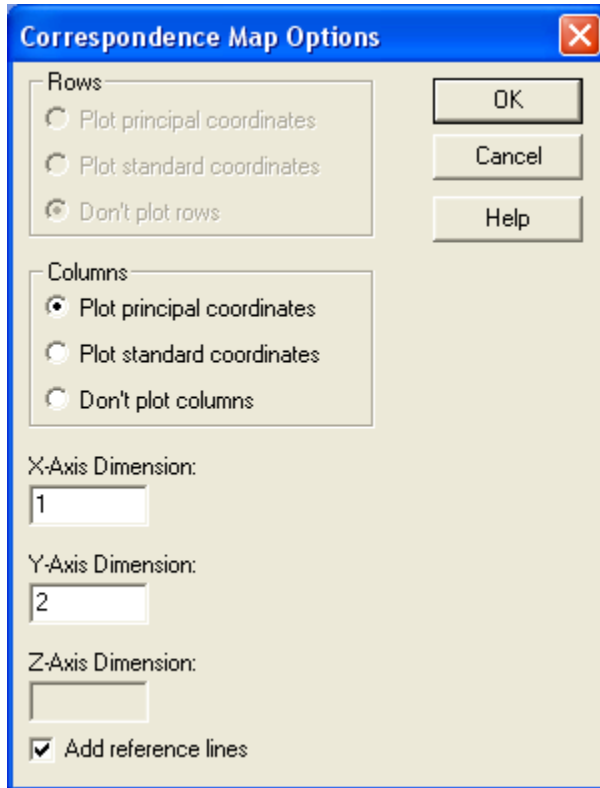 Correspondence Map Options
Rows
Plot principal coordinates
Plot standard coordinates
Don't plot rows
OK
Cancel
Help
Columns
Plot principal coordinates
Plot standard coordinates
Don't plot columns
X-Axis Dimension:
1
Y-Axis Dimension:
2
Z-Axis Dimension:
Add reference lines